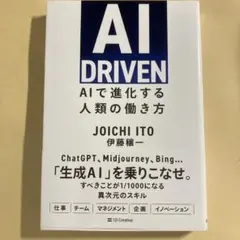 AI
DRIVEN
AIで進化する
人類の働き方
JOICHI ITO
伊藤穰一
ChatGPT、Midjourney、Bing...
「生成AI」を乗りこなせ。
すべきことが1/1000になる
異次元のスキル
仕事 チーム マネジメント 企画 イノベーション
SB Creative